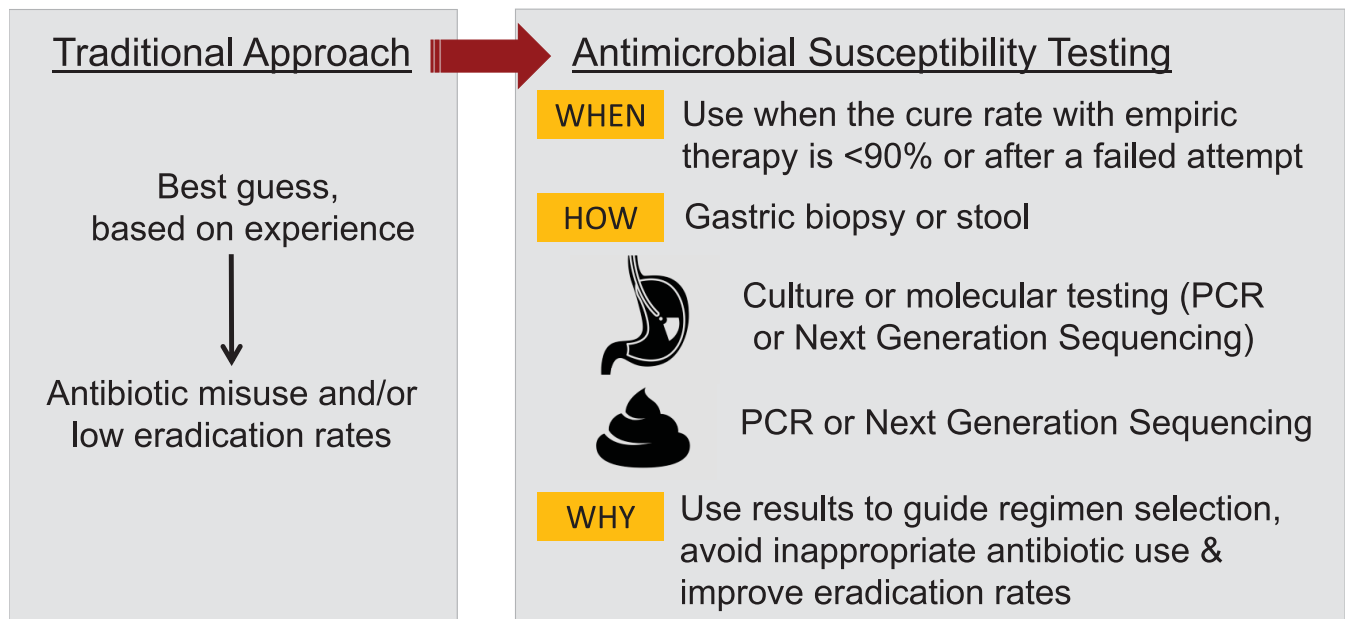 Traditional Approach
Best guess,
based on experience
Antibiotic misuse and/or
low eradication rates
Antimicrobial Susceptibility Testing
WHEN
Use when the cure rate with empiric
therapy is <90% or after a failed attempt
HOW
Gastric biopsy or stool
Culture or molecular testing (PCR
or Next Generation Sequencing)
PCR or Next Generation Sequencing
WHY
Use results to guide regimen selection,
avoid inappropriate antibiotic use &
improve eradication rates